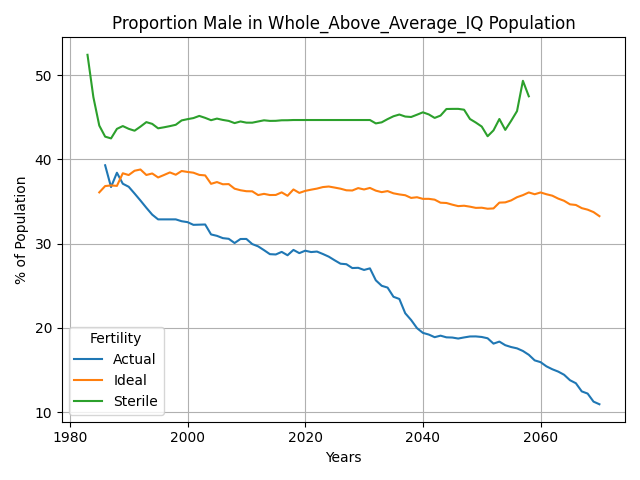 Proportion Male in Whole_Above_Average_IQ Population
% of Population
50
40
30
20
10
Fertility
Actual
Ideal
Sterile
1980
2000
2020
2040
2060
Years